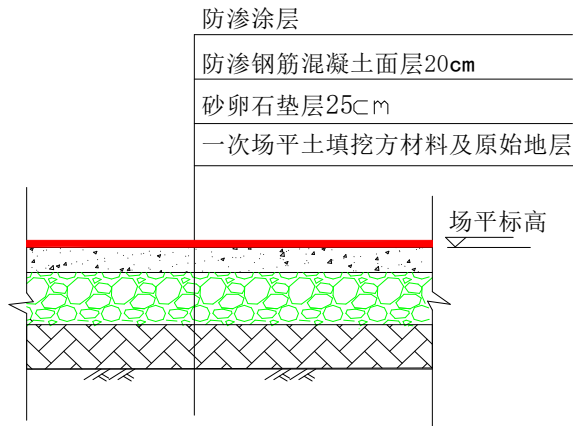 防渗涂层
防渗钢筋混凝土面层20cm
砂卵石垫层25cm
一次场平土填挖方材料及原始地层
场平标高